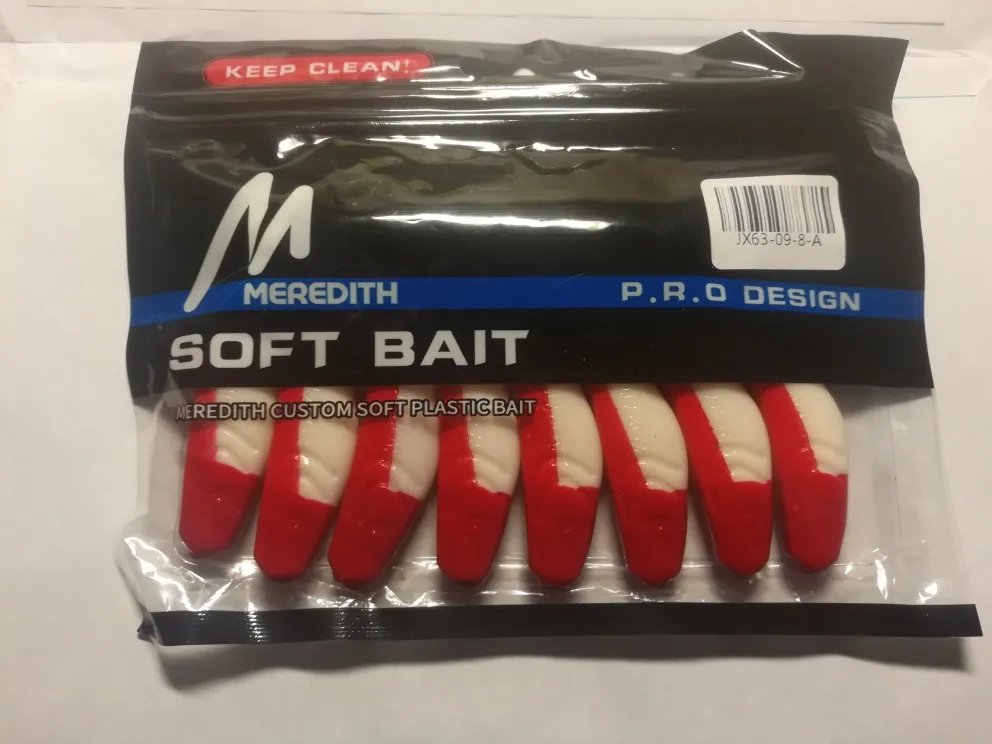 KEEP CLEAN!
JX63-09-8-A
MEREDITH
P.R.O DESIGN
SOFT BAIT
MEREDITH CUSTOM SOFT PLASTIC BAIT